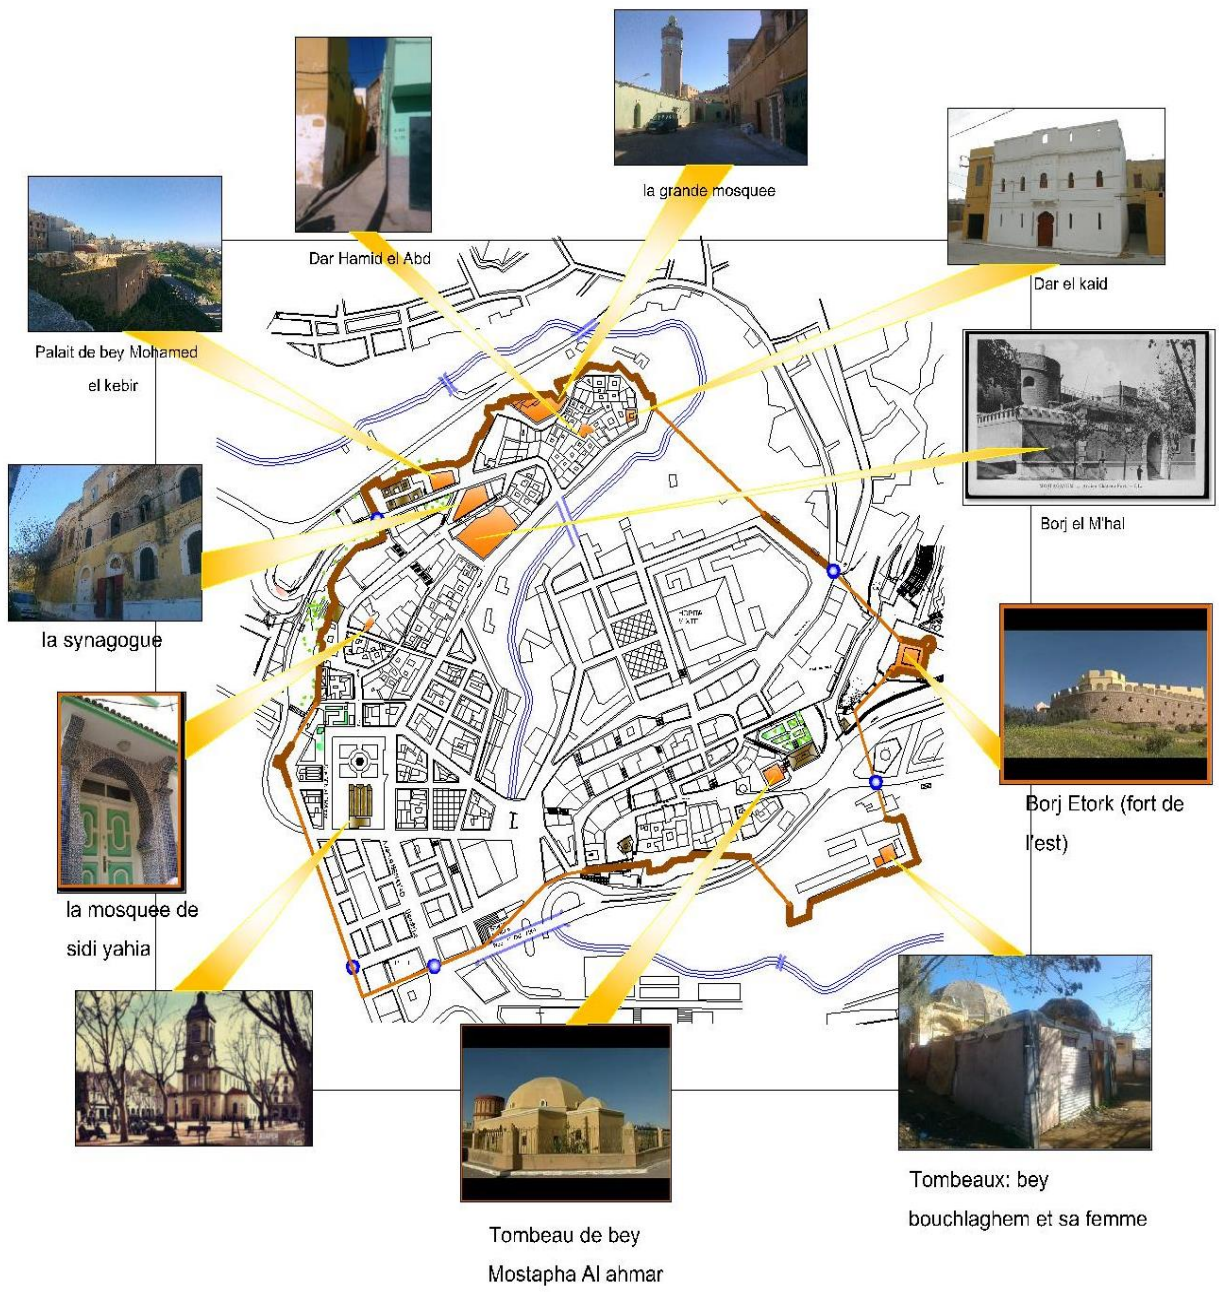 la grande mosquee
Dar Hamid el Abd
Dar el kaid
Palait de bey Mohamed
el kebir
Borj el M'hal
la synagogue
HOPITA
MIXTE
Borj Etork (fort de
l'est)
la mosquee de
sidi yahia
Tombeaux: bey
bouchlaghem et sa femme
Tombeau de bey
Mostapha Al ahmar